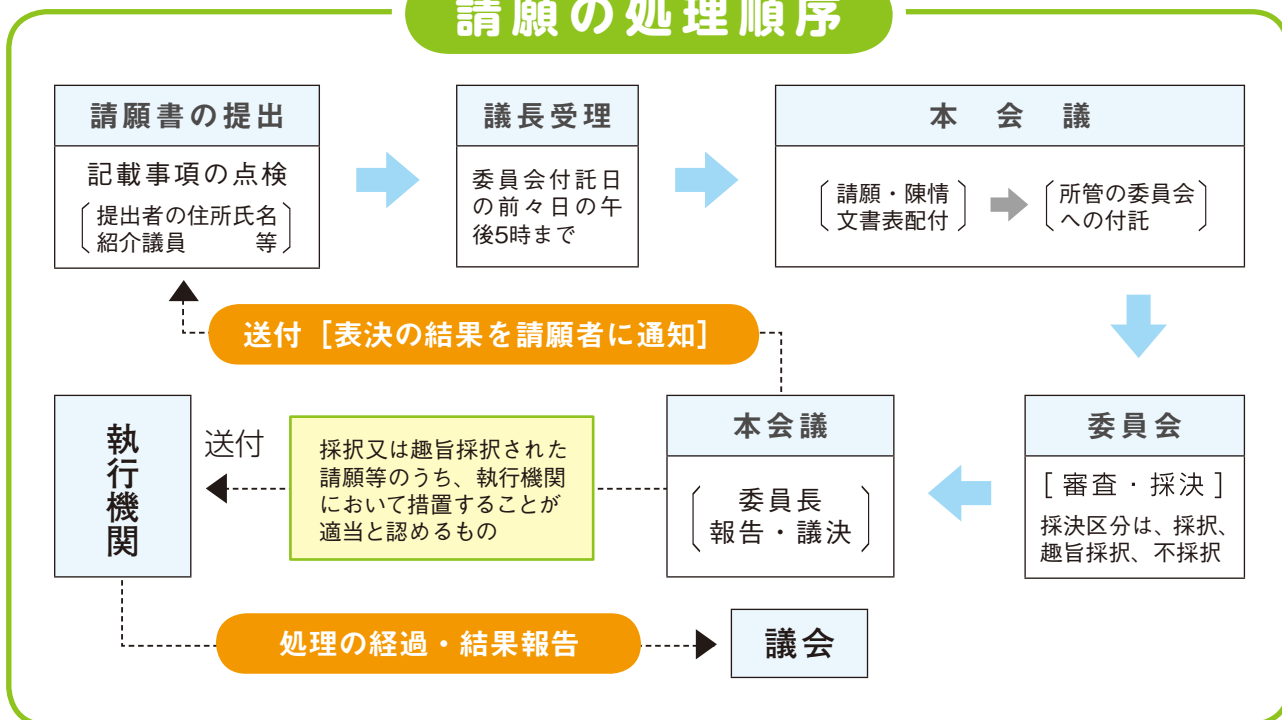 請願の処理順序
請願書の提出
記載事項の点検
提出者の住所氏名
紹介議員 等
議長受理
委員会付託日
の前々日の午
後5時まで
本会議
請願・陳情
文書表配付
所管の委員会
への付託
送付［表決の結果を請願者に通知］
執行機関
送付
採択又は趣旨採択された
請願等のうち、執行機関
において措置することが
適当と認めるもの
本会議
委員長
報告・議決
委員会
［審査・採決］
採決区分は、採択、
趣旨採択、不採択
処理の経過・結果報告
議会